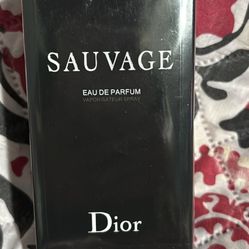 SAUVAGE
EAU DE PARFUM
VAPORISATEUR SPRAY
Dior